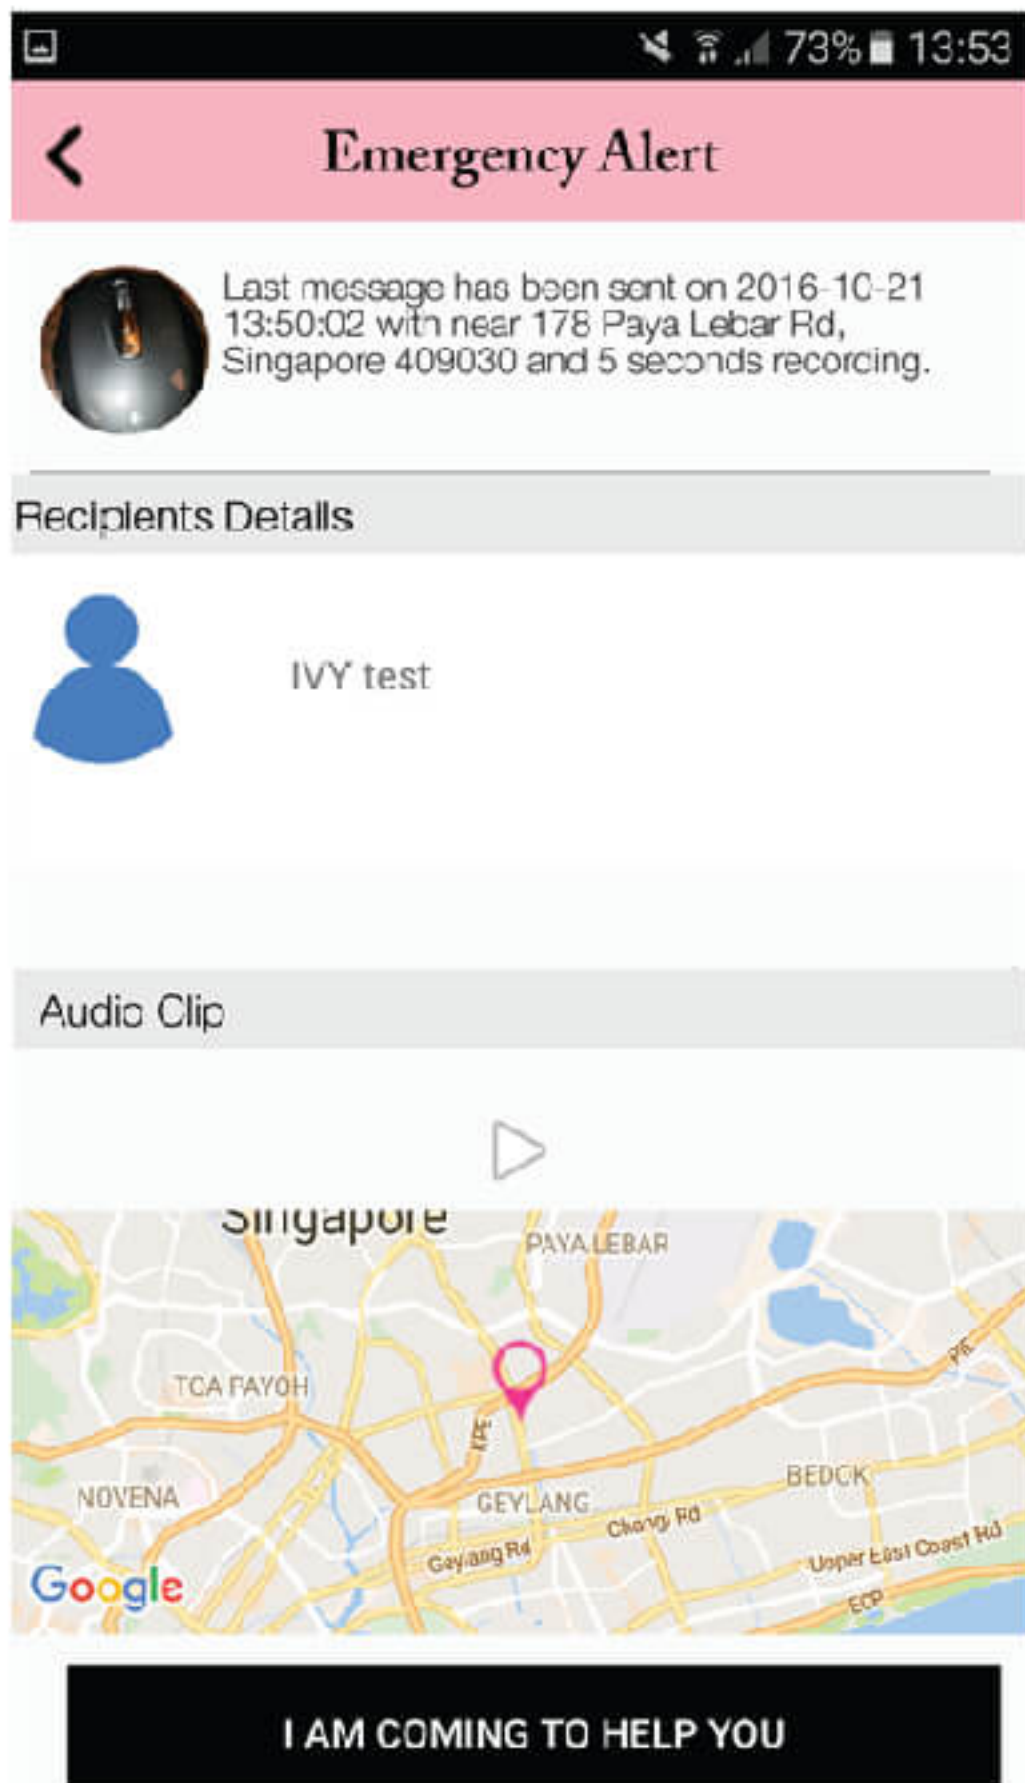 73% 13:53
Emergency Alert
Last message has been sent on 2016-10-21
13:50:02 with near 178 Paya Lebar Rd,
Singapore 409030 and 5 seconds recording.
Recipients Details
IVY test
Audio Clip
Singapore
PAYA LEBAR
TOA PAYOH
PIE
KPE
BEDOK
NOVENA
GEYLANG
Changi Rd
Geylang Rd
Upper East Coast Rd
ECP
Google
I AM COMING TO HELP YOU